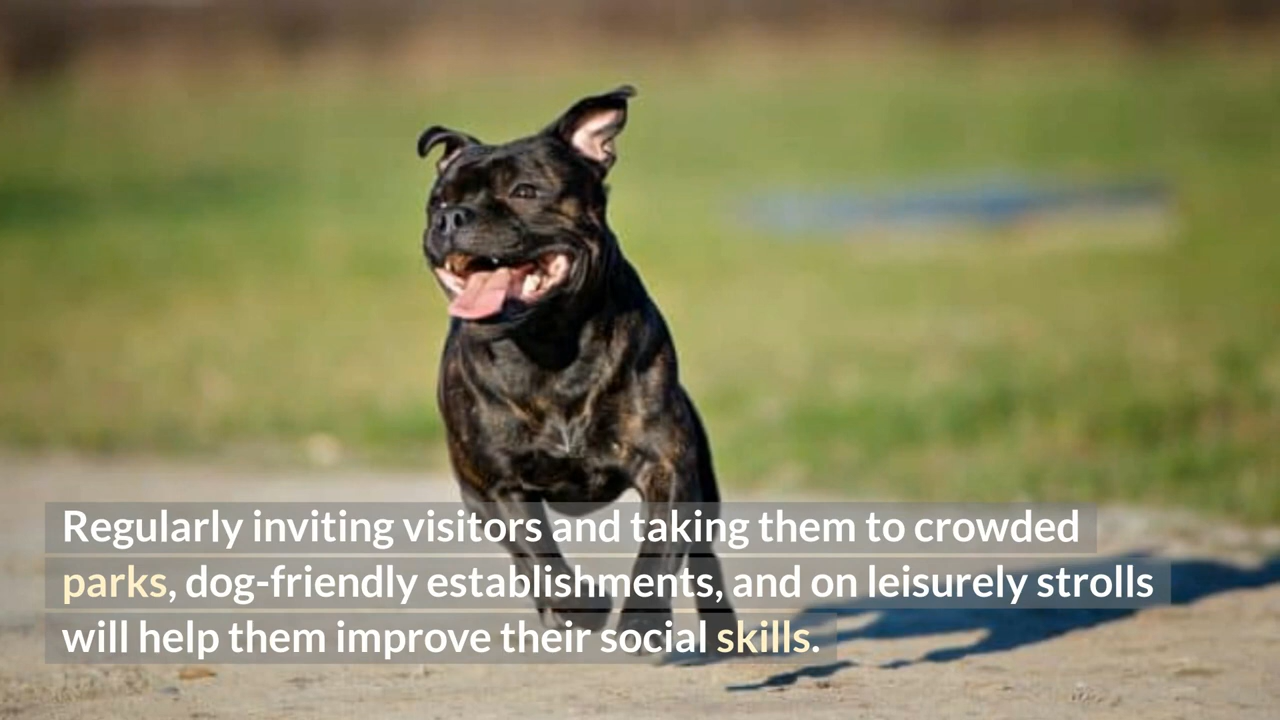 Regularly inviting visitors and taking them to crowded
parks, dog-friendly establishments, and on leisurely strolls
will help them improve their social skills.